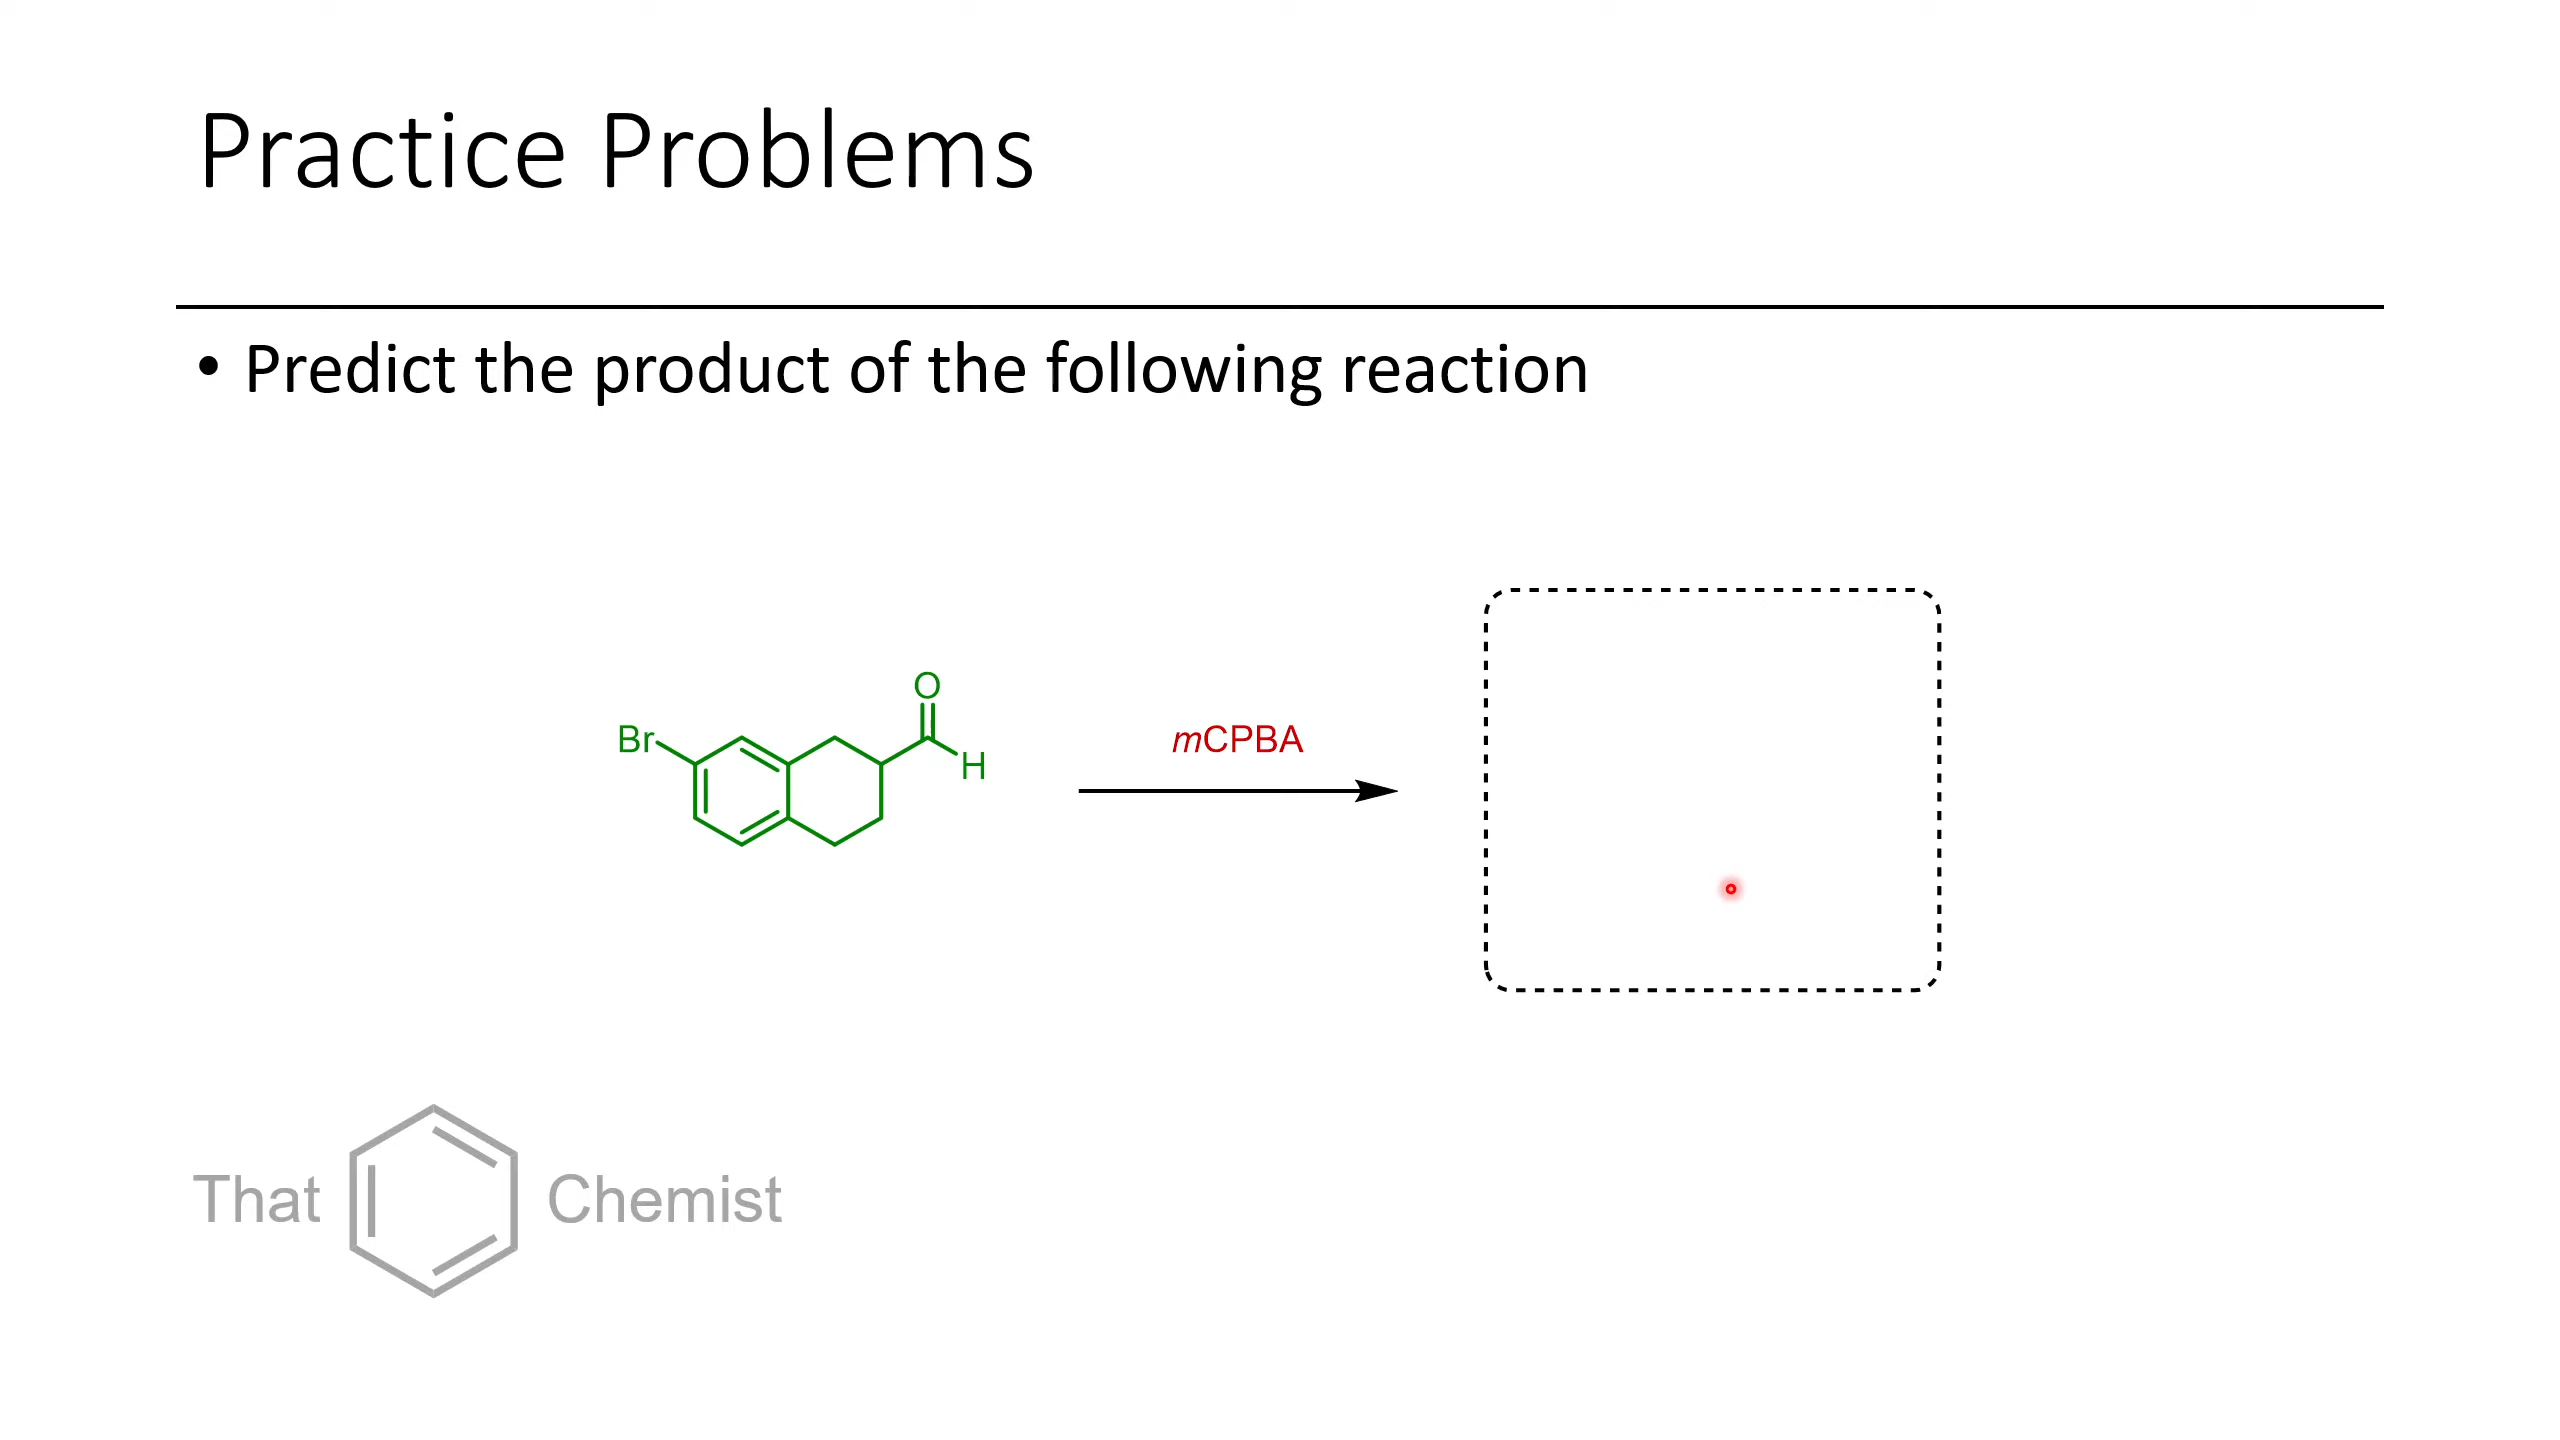 Practice Problems
• Predict the product of the following reaction
O
Br
H
mCPBA
That Chemist